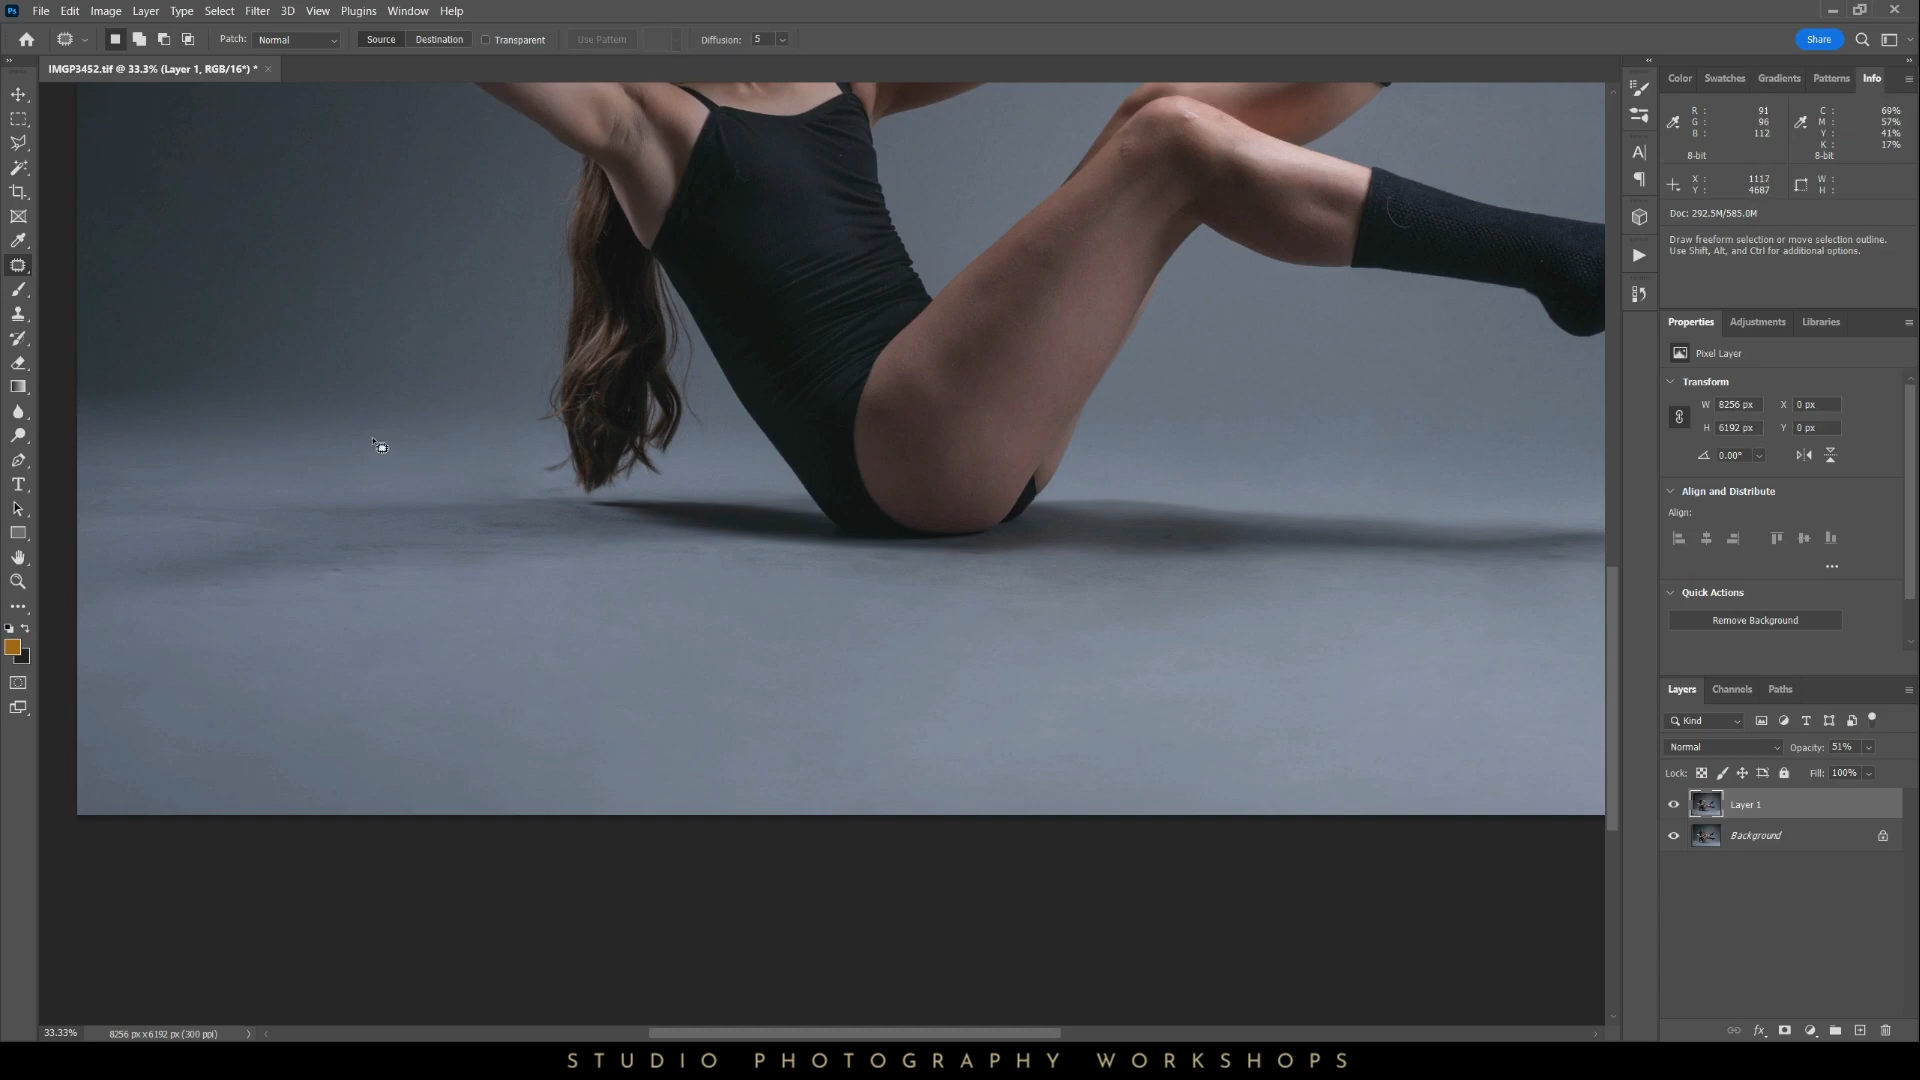 Ps File Edit Image Layer Type Select Filter 3D View Plugins Window Help
Patch: Normal Source Destination Transparent Use Pattern Diffusion: 5 Share
IMGP3452.tif @ 33.3% (Layer 1, RGB/16*) *
Color Swatches Gradients Patterns Info
R : 91 C : 69%
G : 96 M : 57%
B : 112 Y : 41%
K : 17%
8-bit 8-bit
X : 1117 W :
Y : 4687 H :
Doc: 292.5M/585.0M
Draw freeform selection or move selection outline.
Use Shift, Alt, and Ctrl for additional options.
Properties Adjustments Libraries
Pixel Layer
Transform
W 8256 px X 0 px
H 6192 px Y 0 px
0.00°
Align and Distribute
Align:
Quick Actions
Remove Background
Layers Channels Paths
Kind
Normal Opacity: 51%
Lock: Fill: 100%
Layer 1
Background
33.33% 8256 px x 6192 px (300 ppi)
STUDIO PHOTOGRAPHY WORKSHOPS